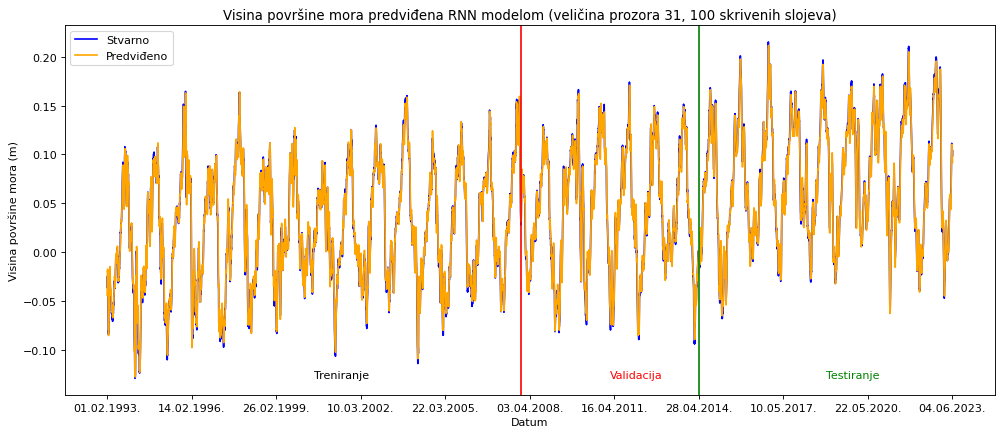 Visina površine mora predviđena RNN modelom (veličina prozora 31, 100 skrivenih slojeva)
Stvarno
Predviđeno
0.20
0.15
0.10
0.05
0.00
−0.05
−0.10
Visina površine mora (m)
Treniranje
Validacija
Testiranje
01.02.1993. 14.02.1996. 26.02.1999. 10.03.2002. 22.03.2005. 03.04.2008. 16.04.2011. 28.04.2014. 10.05.2017. 22.05.2020. 04.06.2023.
Datum